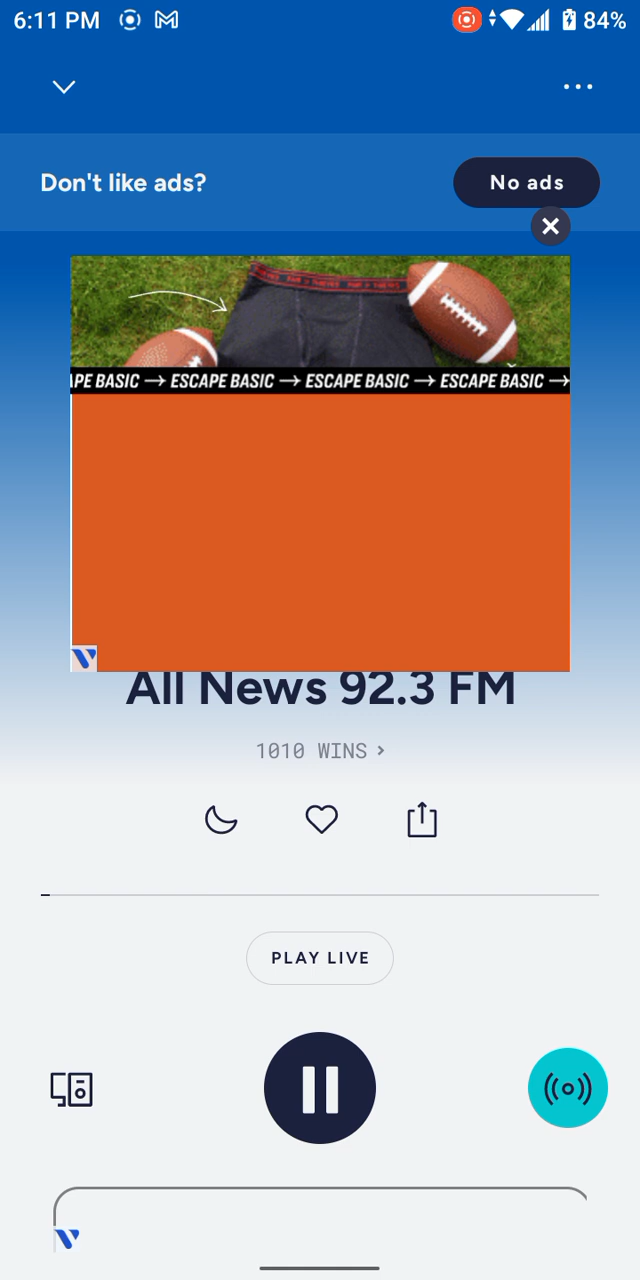 6:11 PM 84%
Don't like ads? No ads
APE BASIC → ESCAPE BASIC → ESCAPE BASIC → ESCAPE BASIC →
All News 92.3 FM
1010 WINS >
PLAY LIVE